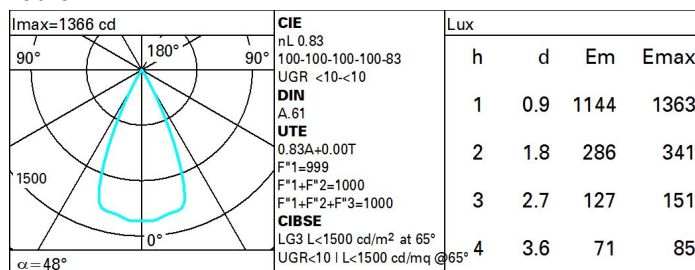 Imax=1366 cd
90°
180°
90°
1500
0°
α=48°
CIE
nL 0.83
100-100-100-100-83
UGR <10-<10
DIN
A.61
UTE
0.83A+0.00T
F"1=999
F"1+F"2=1000
F"1+F"2+F"3=1000
CIBSE
LG3 L<1500 cd/m² at 65°
UGR<10 | L<1500 cd/mq @65°
Lux
h d Em Emax
1 0.9 1144 1363
2 1.8 286 341
3 2.7 127 151
4 3.6 71 85